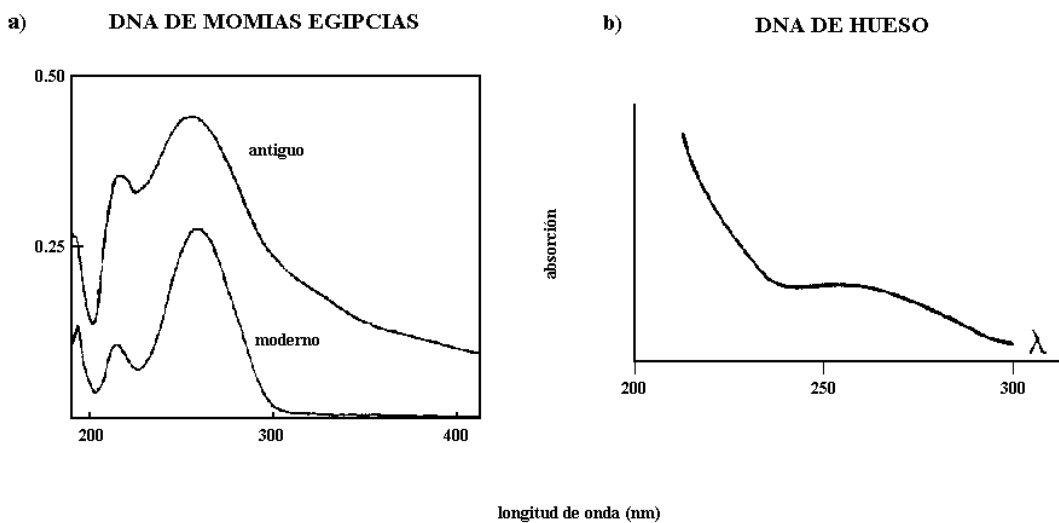 a)
DNA DE MOMIAS EGIPCIAS
0.50
antiguo
0.25
moderno
200
300
400
b)
DNA DE HUESO
absorción
λ
200
250
300
longitud de onda (nm)